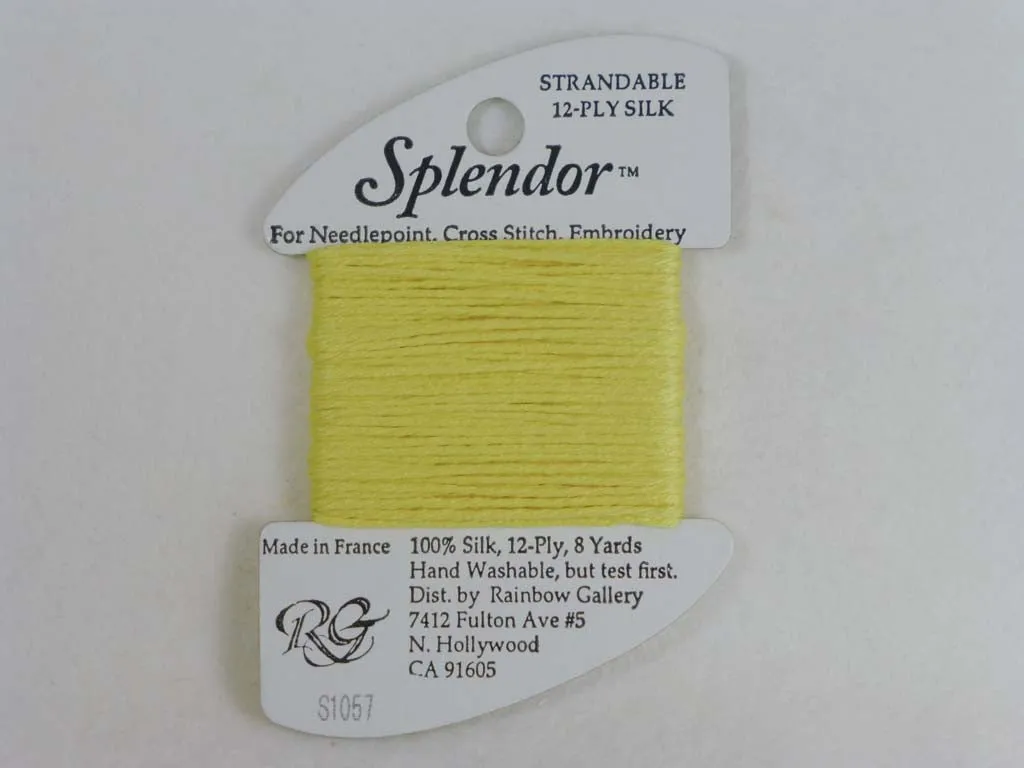 STRANDABLE
12-PLY SILK
Splendor™
For Needlepoint, Cross Stitch, Embroidery
Made in France
100% Silk, 12-Ply, 8 Yards
Hand Washable, but test first.
Dist. by Rainbow Gallery
7412 Fulton Ave #5
N. Hollywood
CA 91605
RG
S1057